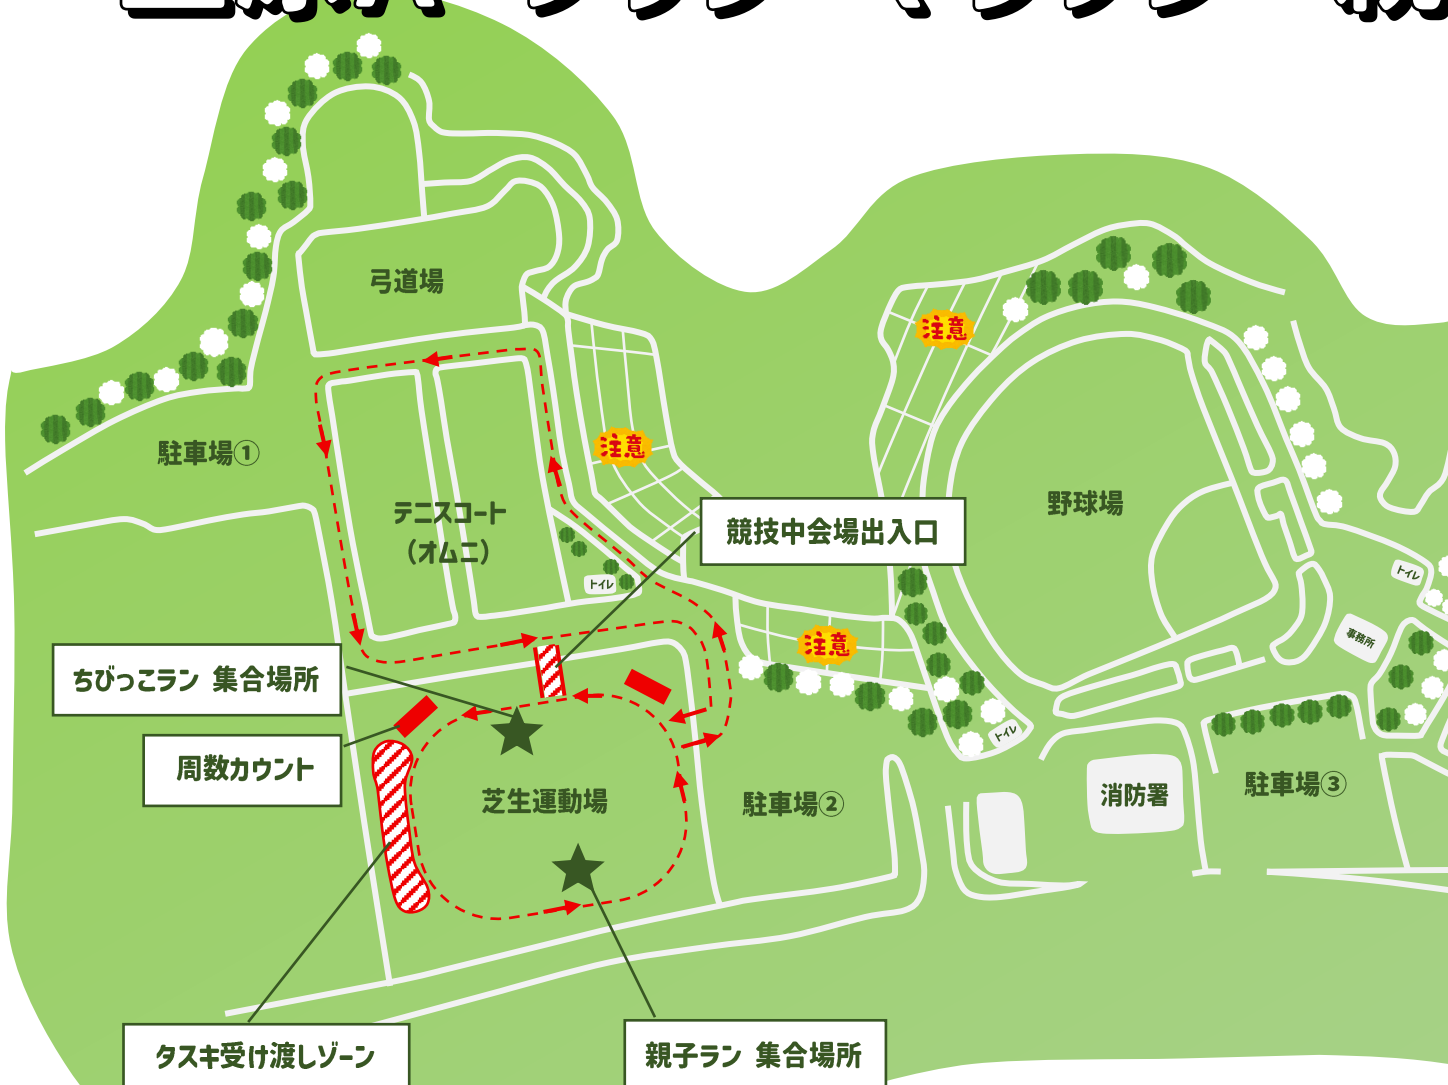 弓道場
注意
駐車場①
注意
テニスコート
(オムニ)
野球場
競技中会場出入口
トイレ
トイレ
事務所
注意
ちびっこラン 集合場所
周数カウント
トイレ
芝生運動場
駐車場②
消防署
駐車場③
タスキ受け渡しゾーン
親子ラン 集合場所